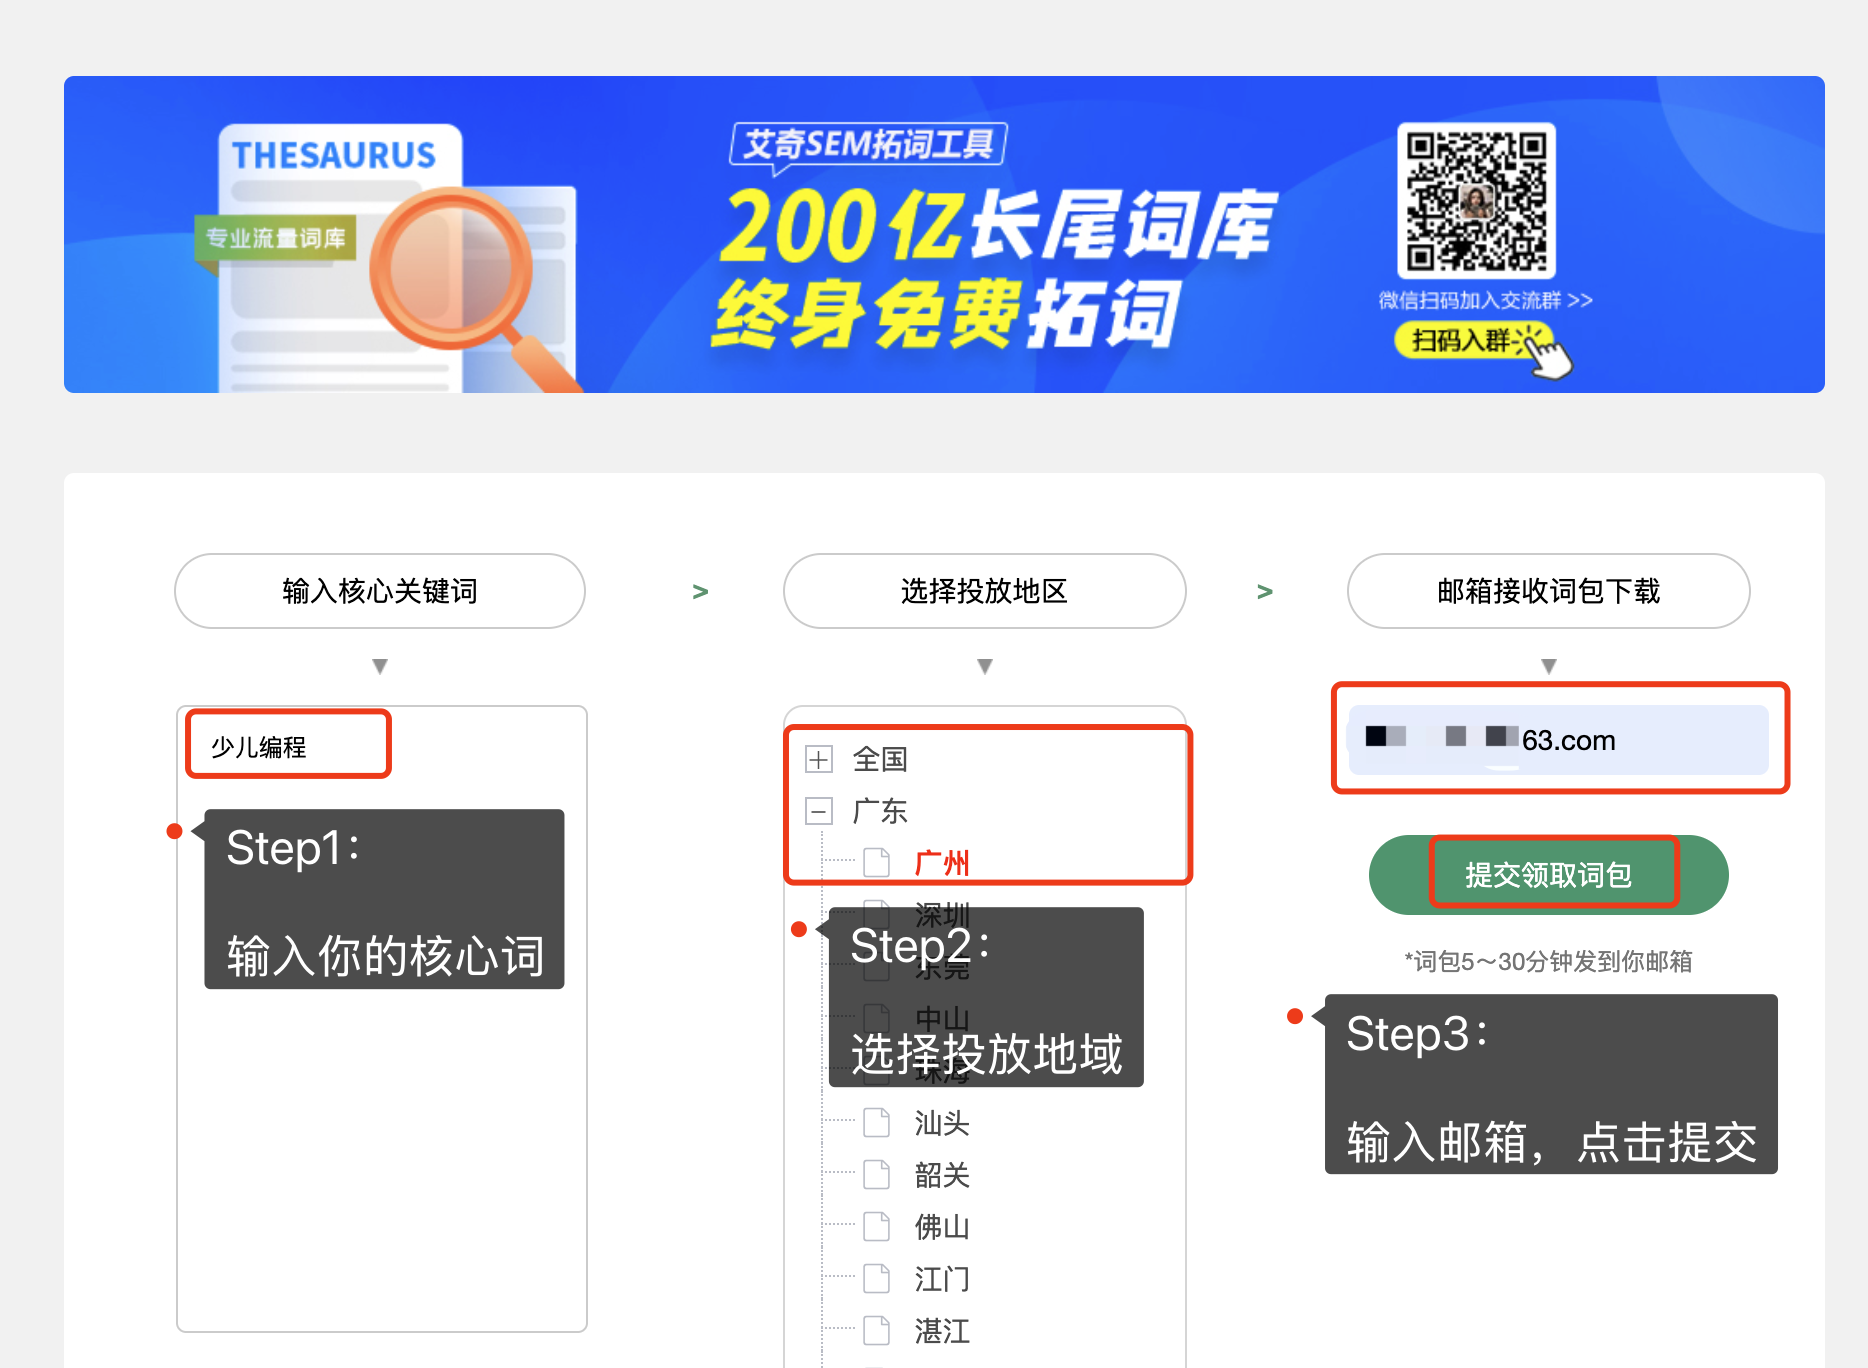 THESAURUS
专业流量词库
艾奇SEM拓词工具
200亿长尾词库
终身免费拓词
微信扫码加入交流群 >>
扫码入群
输入核心关键词
>
选择投放地区
>
邮箱接收词包下载
少儿编程
Step1:
输入你的核心词
全国
广东
广州
深圳
东莞
中山
珠海
汕头
韶关
佛山
江门
湛江
Step2:
选择投放地域
63.com
提交领取词包
*词包5～30分钟发到你邮箱
Step3:
输入邮箱，点击提交